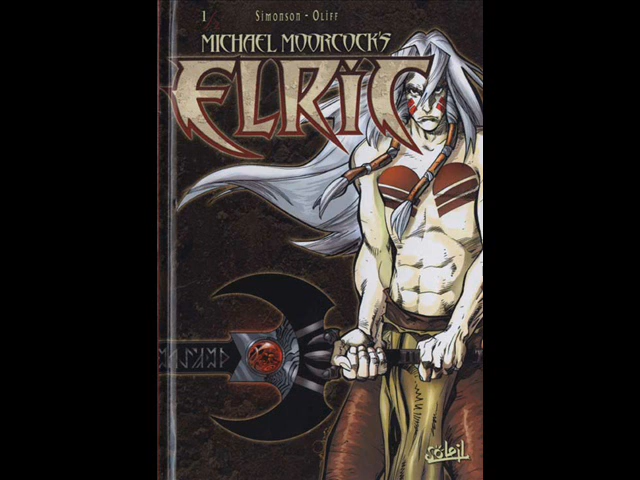 1
Simonson - Oliff
MICHAEL MOORCOCK'S
ELRIC
Soleil